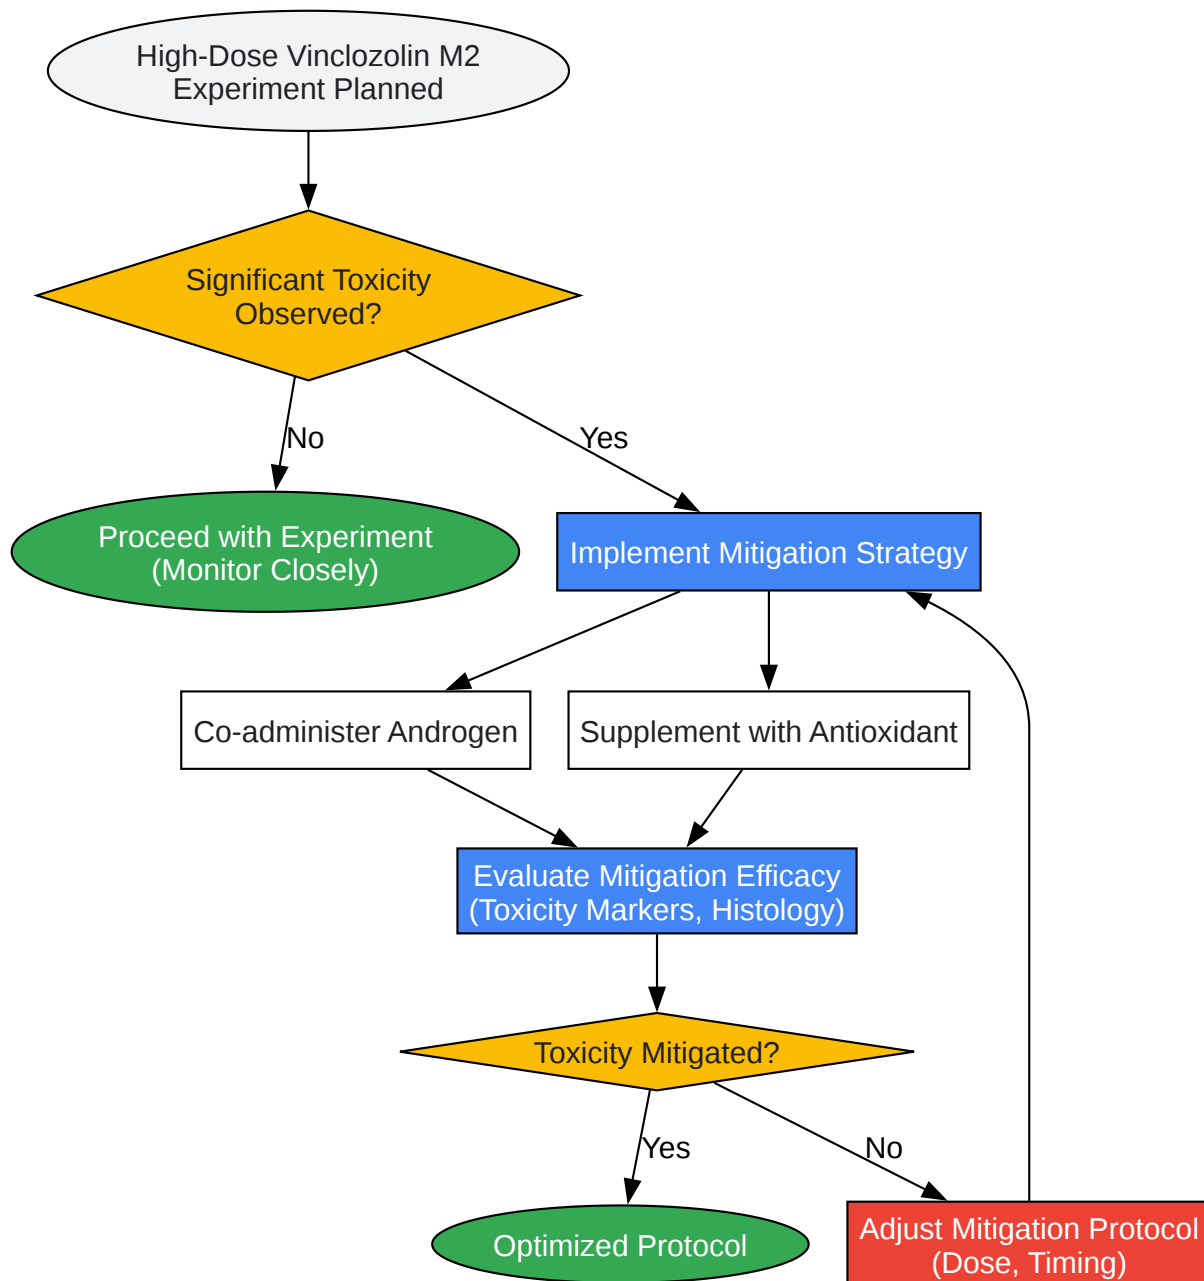 High-Dose Vinclozolin M2
Experiment Planned
Significant Toxicity
Observed?
No
Yes
Proceed with Experiment
(Monitor Closely)
Implement Mitigation Strategy
Co-administer Androgen
Supplement with Antioxidant
Evaluate Mitigation Efficacy
(Toxicity Markers, Histology)
Toxicity Mitigated?
Yes
No
Optimized Protocol
Adjust Mitigation Protocol
(Dose, Timing)